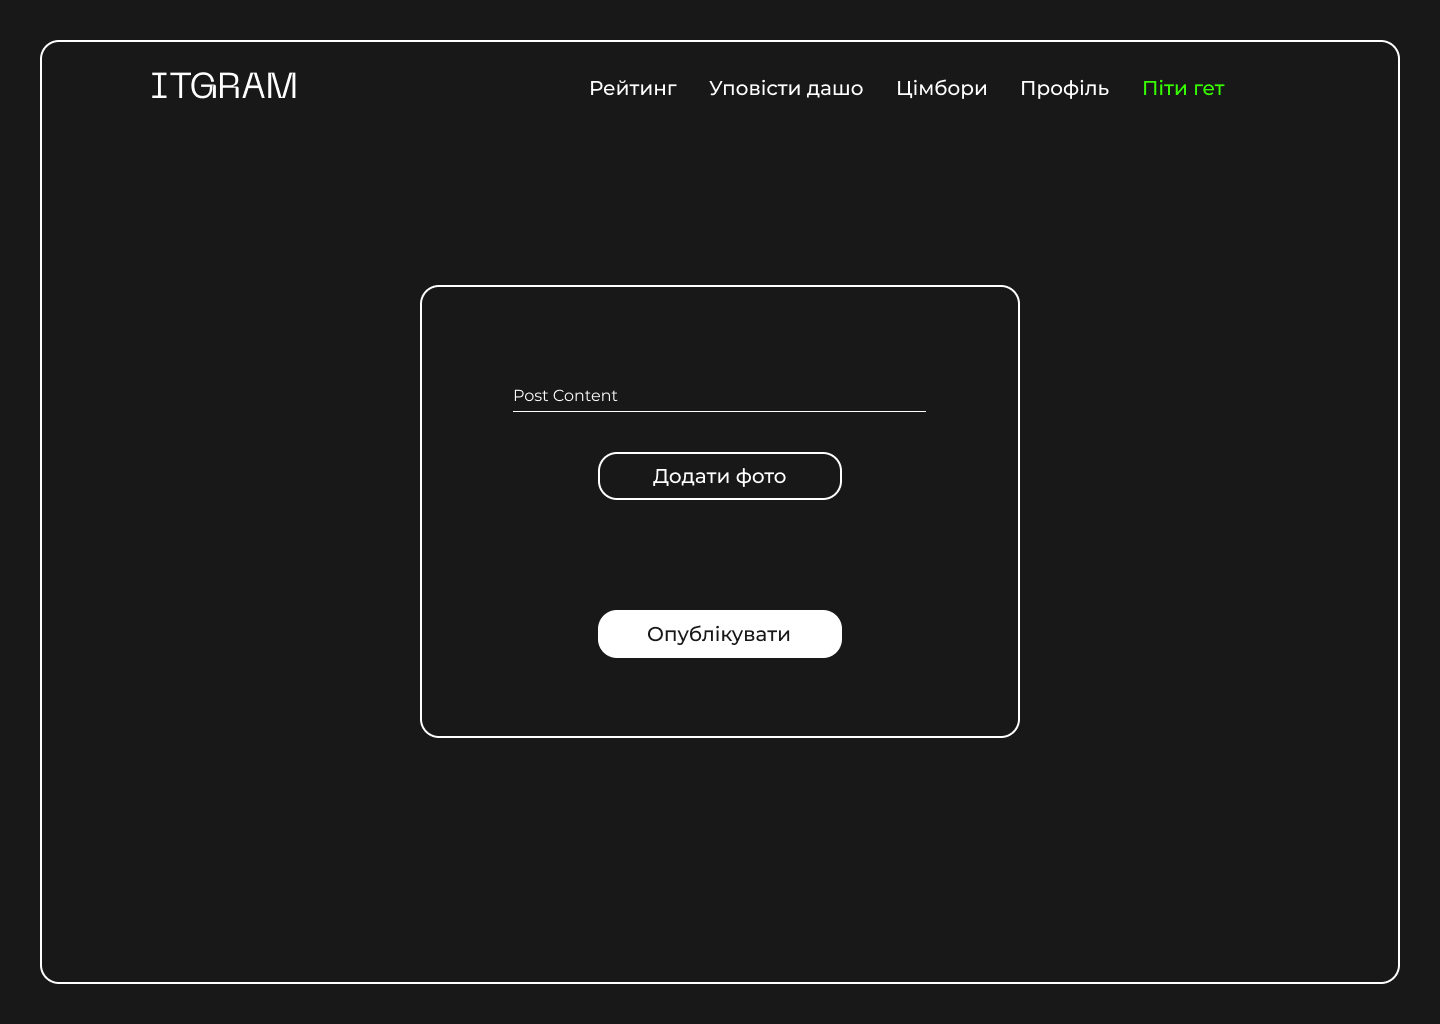 ITGRAM
Рейтинг Уповісти дашо Цімбори Профіль Піти гет
Post Content
Додати фото
Опублікувати